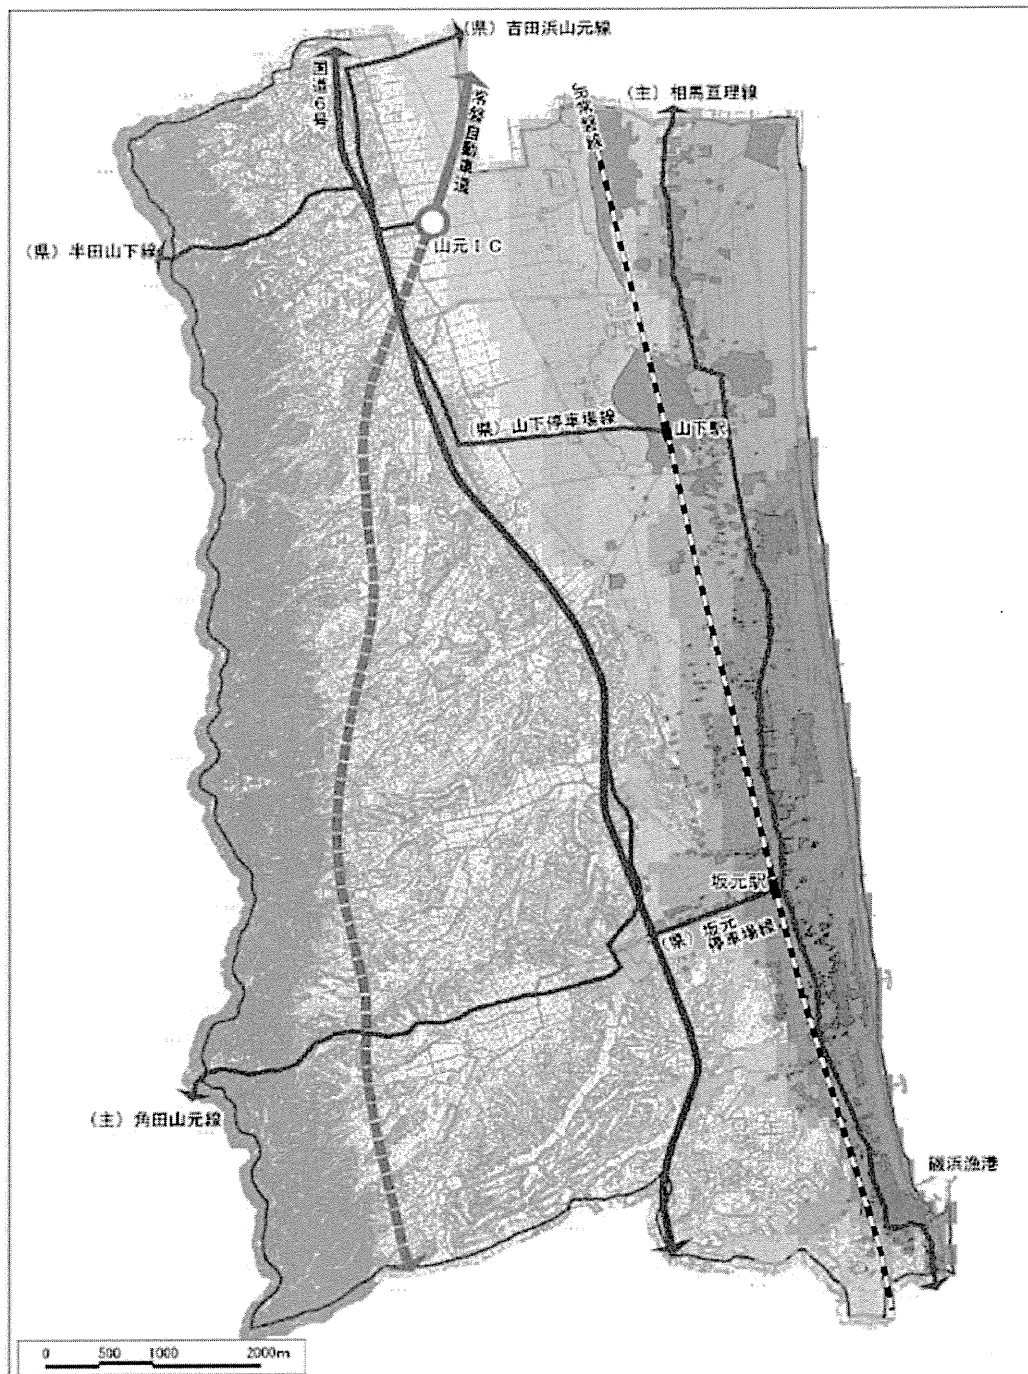 (県) 吉田浜山元線
国道6号
常磐自動車道
JR常磐線
(主) 相馬亘理線
(県) 半田山下線
山元IC
(県) 山下停車場線
山下駅
坂元駅
(県) 坂元
停車場線
(主) 角田山元線
磯浜漁港
0 500 1000 2000m